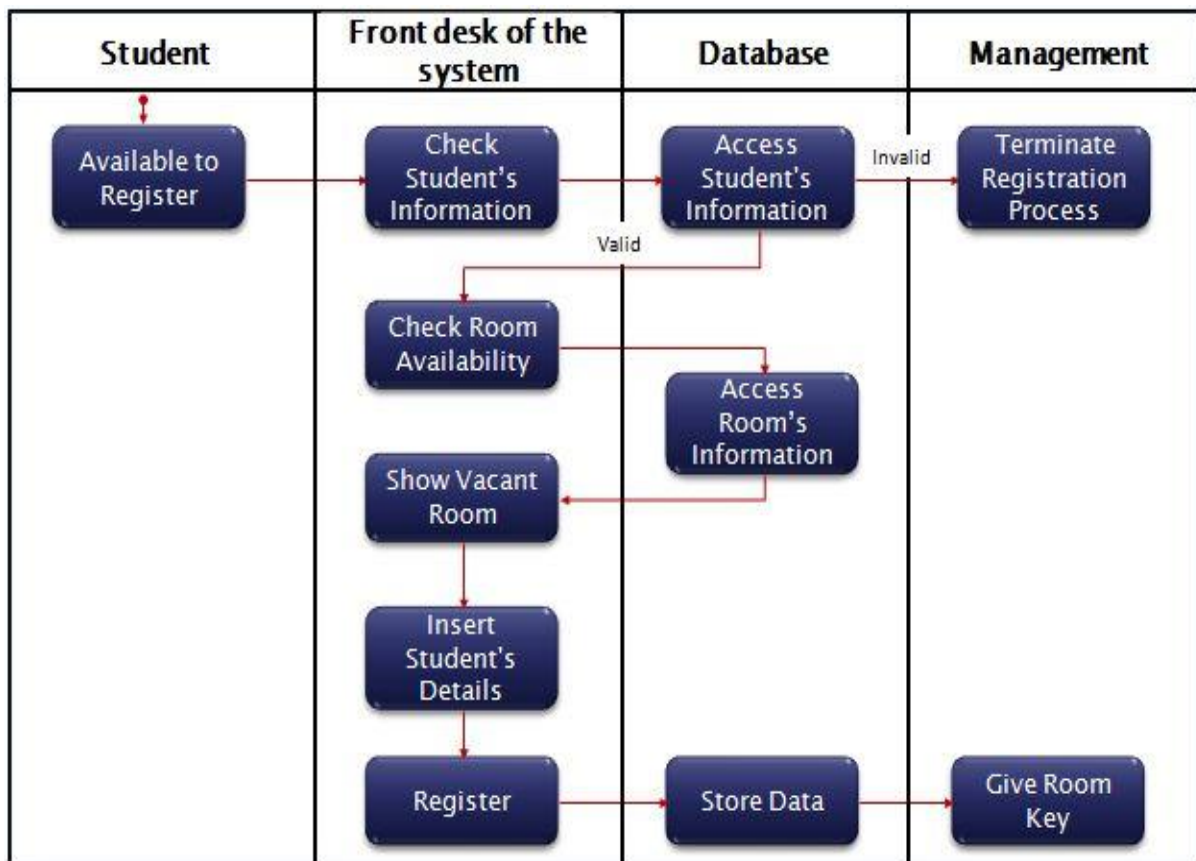 Student
Front desk of the
system
Database
Management
Available to
Register
Check
Student's
Information
Access
Student's
Information
Invalid
Terminate
Registration
Process
Valid
Check Room
Availability
Access
Room's
Information
Show Vacant
Room
Insert
Student's
Details
Register
Store Data
Give Room
Key